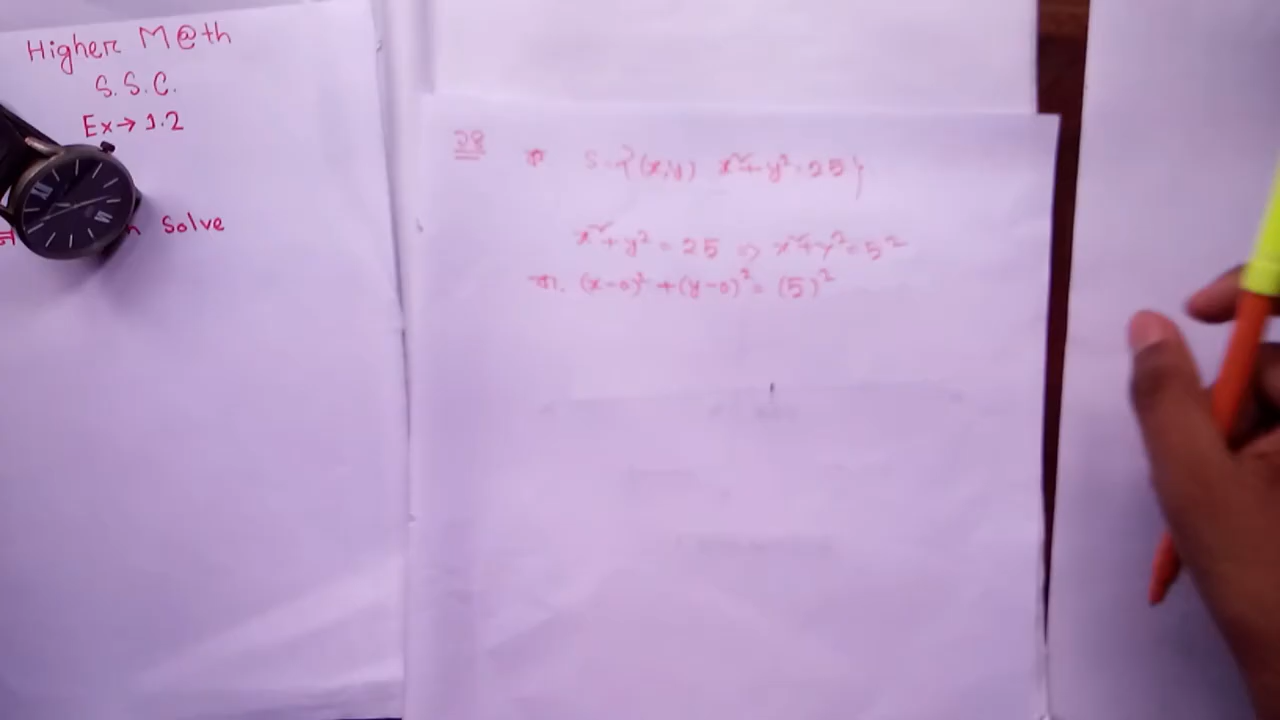 Higher M@th
S.S.C.
Ex→1.2
Solve
28
ক S={(x,y) x²+y²=25}
x²+y²=25 ⇒ x²+y²=5²
বা, (x-0)²+(y-0)²=(5)²